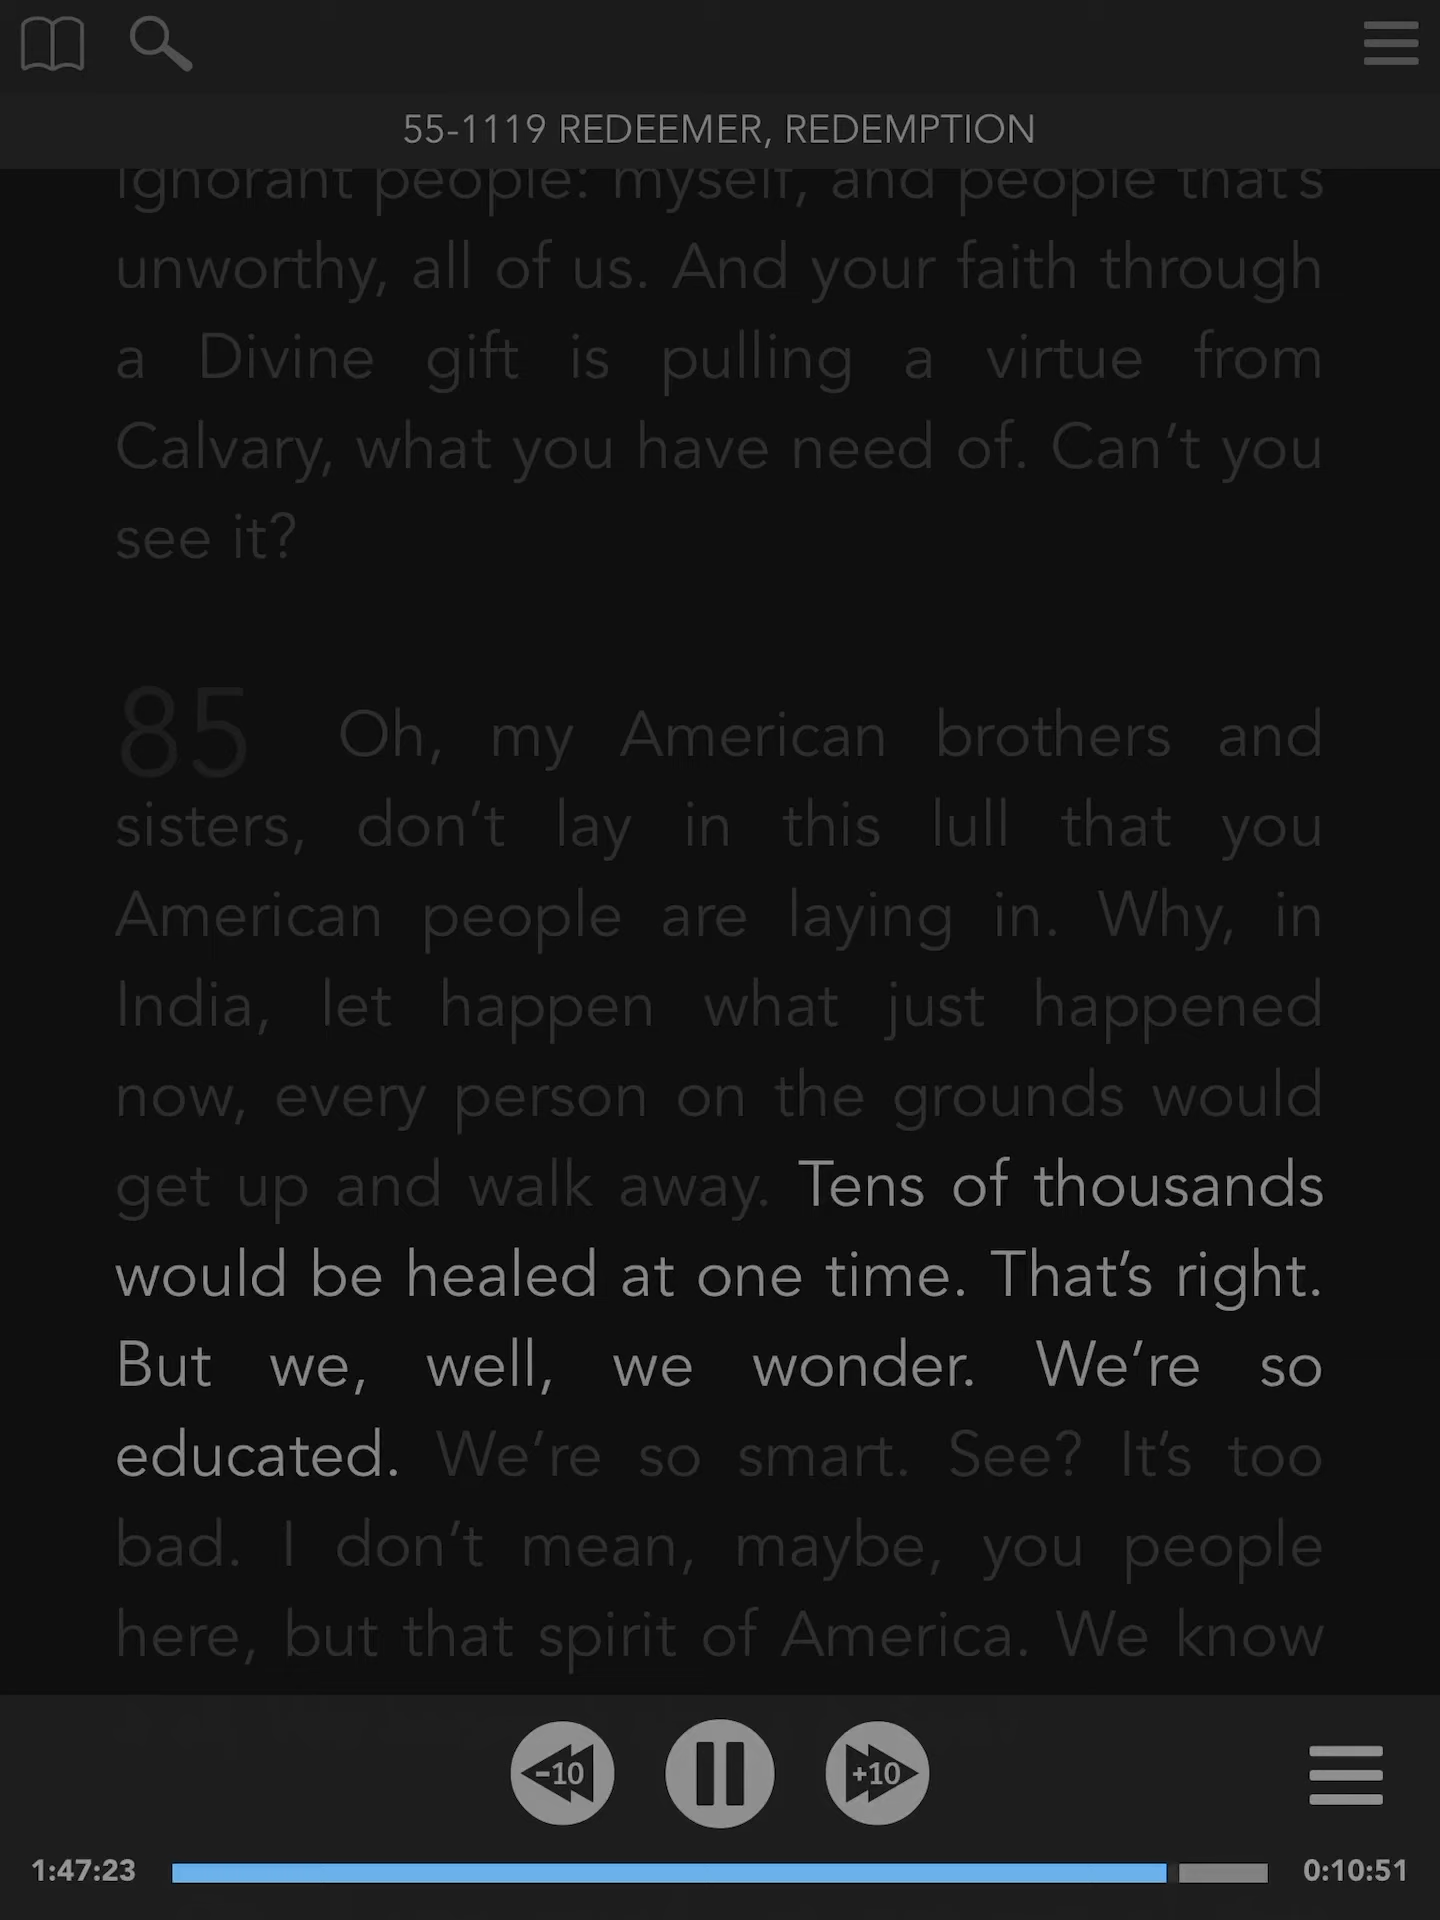 55-1119 REDEEMER, REDEMPTION
ignorant people: myself, and people that's
unworthy, all of us. And your faith through
a Divine gift is pulling a virtue from
Calvary, what you have need of. Can’t you
see it?
85 Oh, my American brothers and
sisters, don’t lay in this lull that you
American people are laying in. Why, in
India, let happen what just happened
now, every person on the grounds would
get up and walk away. Tens of thousands
would be healed at one time. That’s right.
But we, well, we wonder. We’re so
educated. We’re so smart. See? It’s too
bad. I don’t mean, maybe, you people
here, but that spirit of America. We know
-10
+10
1:47:23
0:10:51